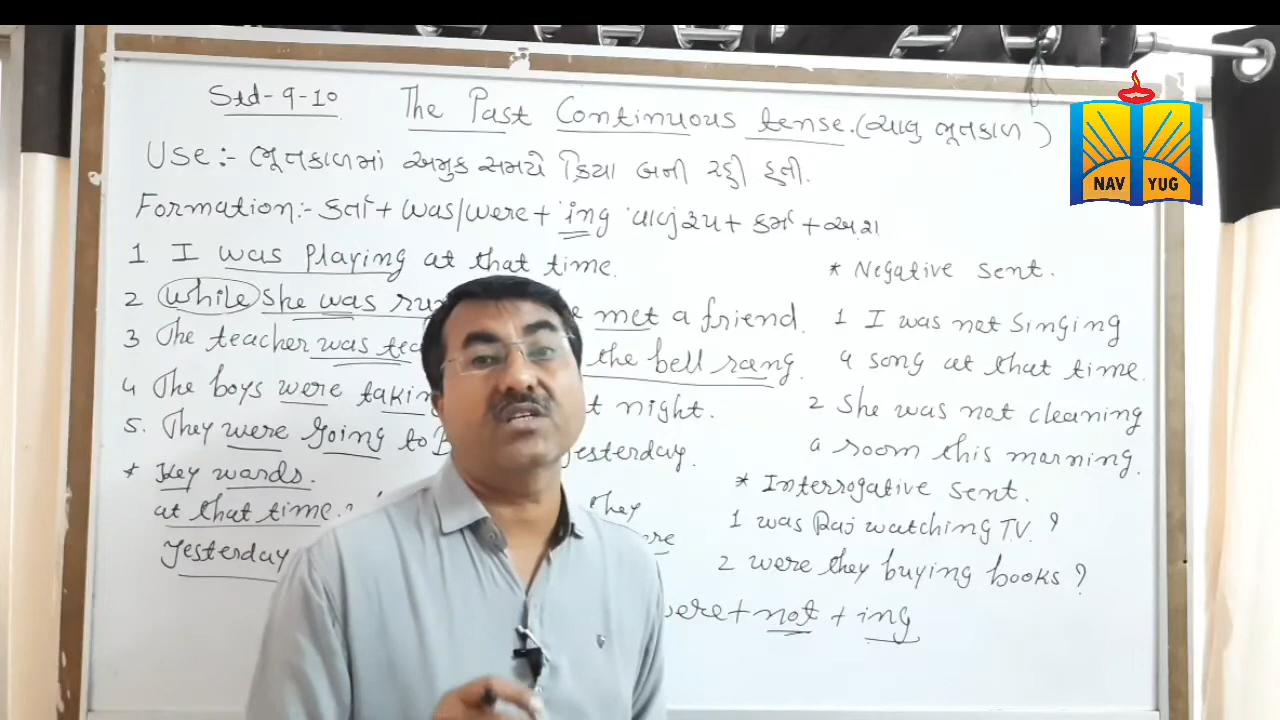 Std-9-10 The Past Continuous tense. (ચાલુ ભૂતકાળ)
Use:- ભૂતકાળમાં અમુક સમયે ક્રિયા બની રહી હતી.
Formation:- કર્તા + was/were + ing વાળું રૂપ + કર્મ + અન્ય
1. I was playing at that time.
2 while she was met a friend.
3 The teacher was the bell rang.
4 The boys were night.
5. They were going to yesterday.
* Key words.
at that time.
Yesterday
They
* Negative sent.
1 I was not singing
a song at that time.
2 She was not cleaning
a room this morning.
* Interrogative sent.
1 was Raj watching T.V. ?
2 were they buying books ?
were + not + ing
NAV YUG